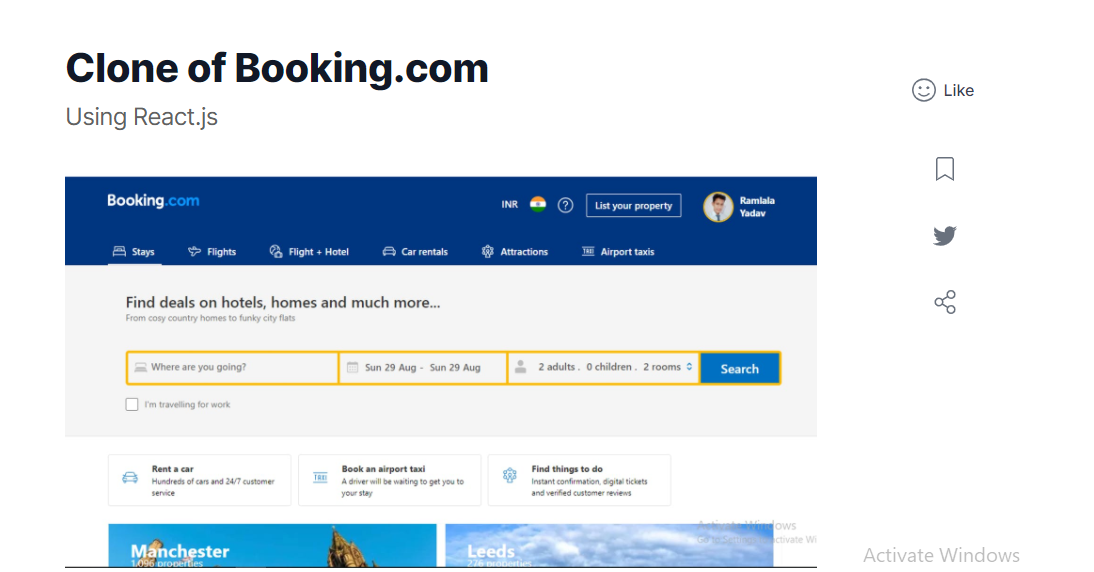 Clone of Booking.com
Using React.js
Like
Booking.com
INR
List your property
Ramlala
Yadav
Stays
Flights
Flight + Hotel
Car rentals
Attractions
TAXI
Airport taxis
Find deals on hotels, homes and much more...
From cosy country homes to funky city flats
Where are you going?
Sun 29 Aug - Sun 29 Aug
2 adults . 0 children . 2 rooms
Search
I'm travelling for work
Rent a car
Hundreds of cars and 24/7 customer
service
TAXI
Book an airport taxi
A driver will be waiting to get you to
your stay
Find things to do
Instant confirmation, digital tickets
and verified customer reviews
Manchester
1,096 properties
Leeds
276 properties
Activate Windows
Go to Settings to activate Wi
Activate Windows